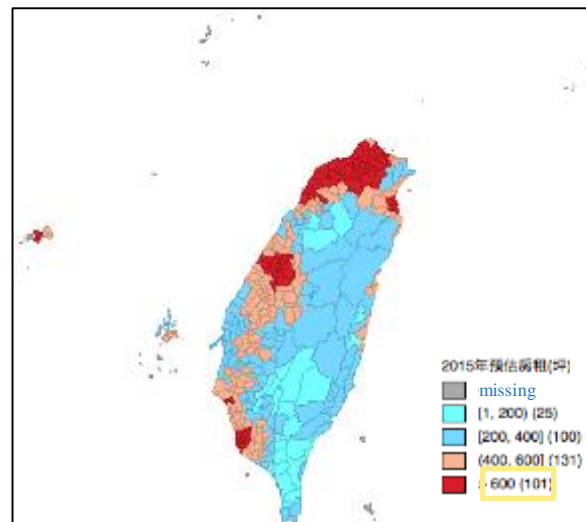 2015年預估房租(坪)
missing
[1, 200) (25)
[200, 400] (100)
(400, 600] (131)
> 600 (101)